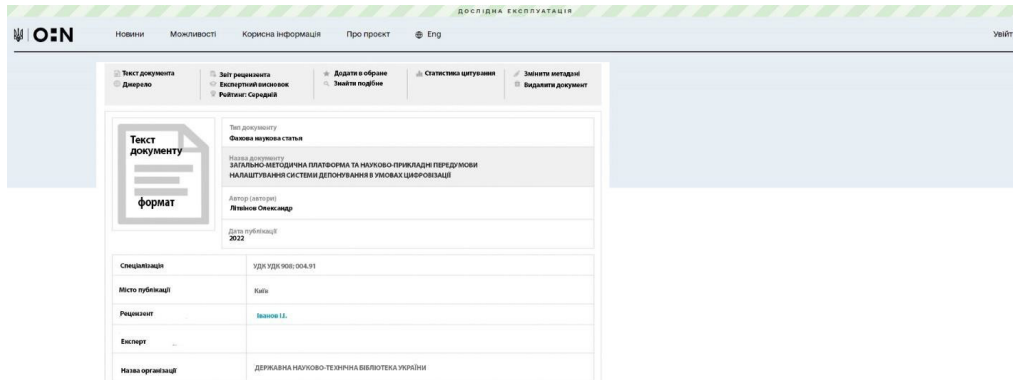 ДОСЛІДНА ЕКСПЛУАТАЦІЯ
O:N Новини Можливості Корисна інформація Про проєкт Eng Увійт
Текст документа Звіт рецензента Додати в обране Статистика цитування Змінити метадані
Джерело Експертний висновок Знайти подібне Видалити документ
Рейтинг: Середній
Текст документу
формат
Тип документу
Фахова наукова статья
Назва документу
ЗАГАЛЬНО-МЕТОДИЧНА ПЛАТФОРМА ТА НАУКОВО-ПРИКЛАДНІ ПЕРЕДУМОВИ
НАЛАШТУВАННЯ СИСТЕМИ ДЕПОНУВАННЯ В УМОВАХ ЦИФРОВІЗАЦІЇ
Автор (автори)
Літвінов Олександр
Дата публікації
2022
Спеціалізація УДК УДК 908; 004.91
Місто публікації Київ
Рецензент Іванов І.І.
Експерт
Назва організації ДЕРЖАВНА НАУКОВО-ТЕХНІЧНА БІБЛІОТЕКА УКРАЇНИ